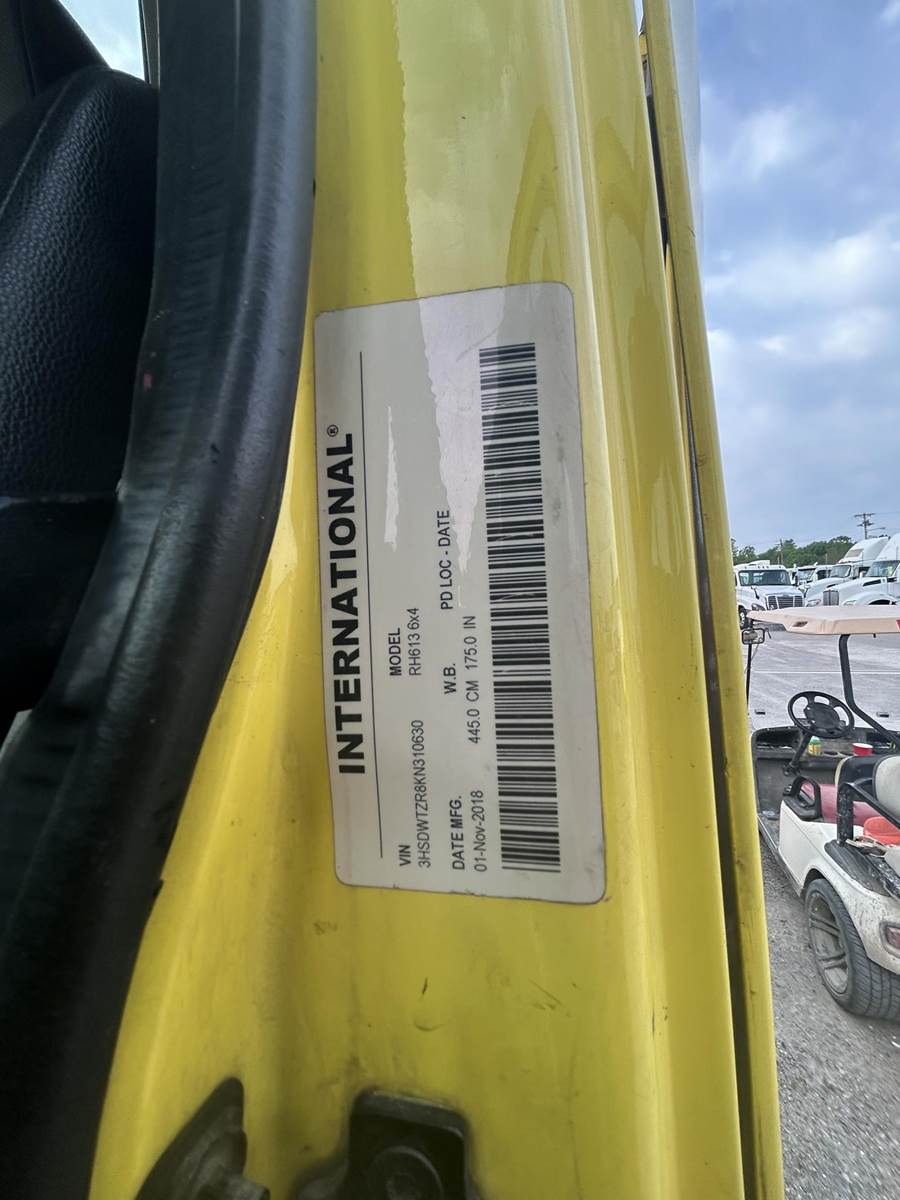 INTERNATIONAL®
MODEL
RH613 6x4
VIN
3HSDWTZR8KN310630
DATE MFG. W.B. PD LOC - DATE
01-Nov-2018 445.0 CM 175.0 IN